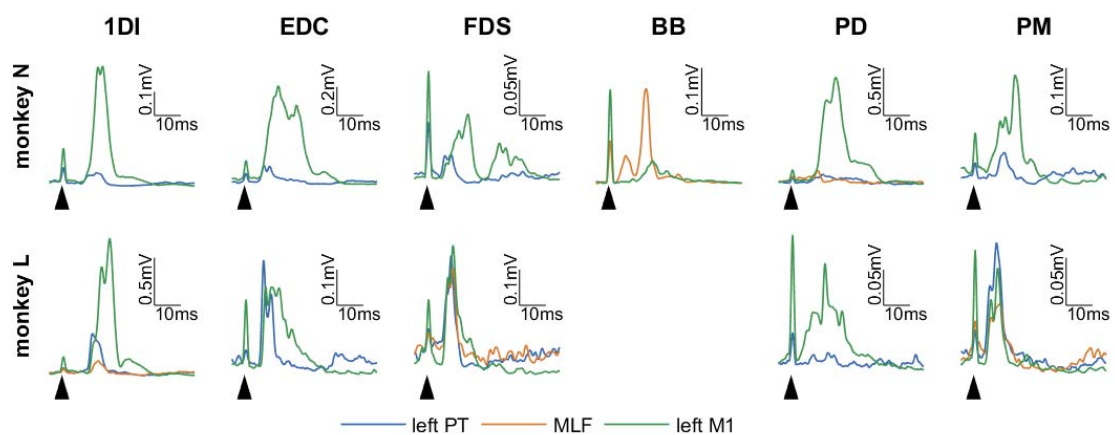 1DI EDC FDS BB PD PM
monkey N
0.1mV 10ms 0.2mV 10ms 0.05mV 10ms 0.1mV 10ms 0.5mV 10ms 0.1mV 10ms
monkey L
0.5mV 10ms 0.1mV 10ms 0.1mV 10ms 0.05mV 10ms 0.05mV 10ms
left PT MLF left M1